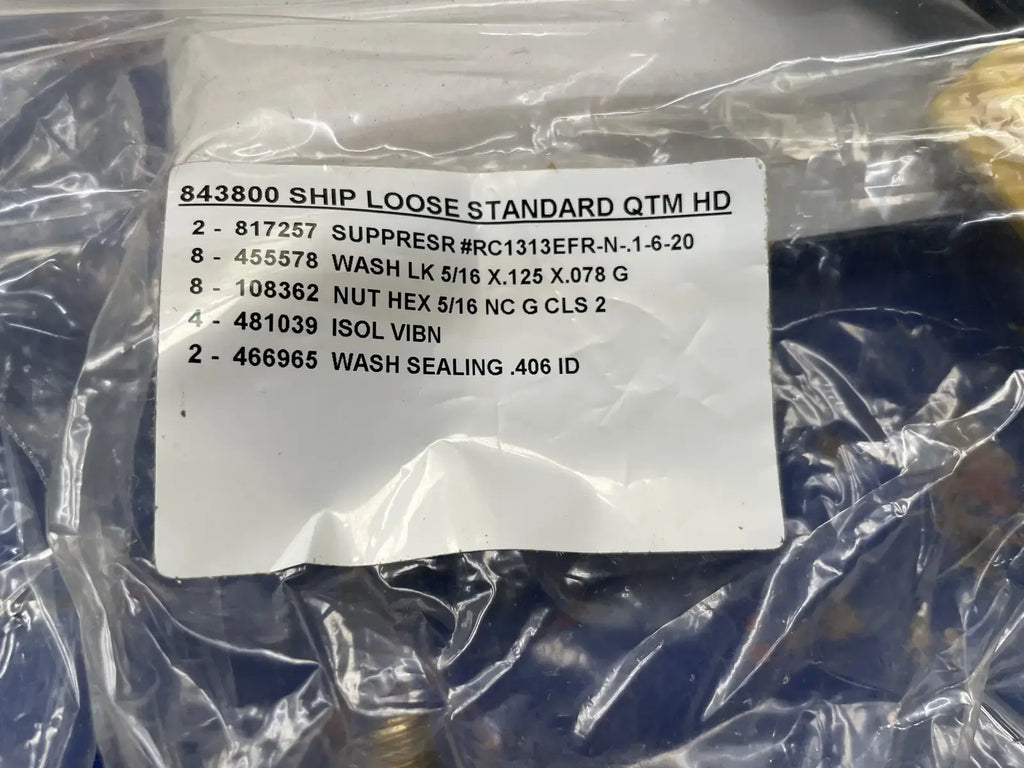 843800 SHIP LOOSE STANDARD QTM HD
2 - 817257 SUPPRESR #RC1313EFR-N-.1-6-20
8 - 455578 WASH LK 5/16 X.125 X.078 G
8 - 108362 NUT HEX 5/16 NC G CLS 2
4 - 481039 ISOL VIBN
2 - 466965 WASH SEALING .406 ID